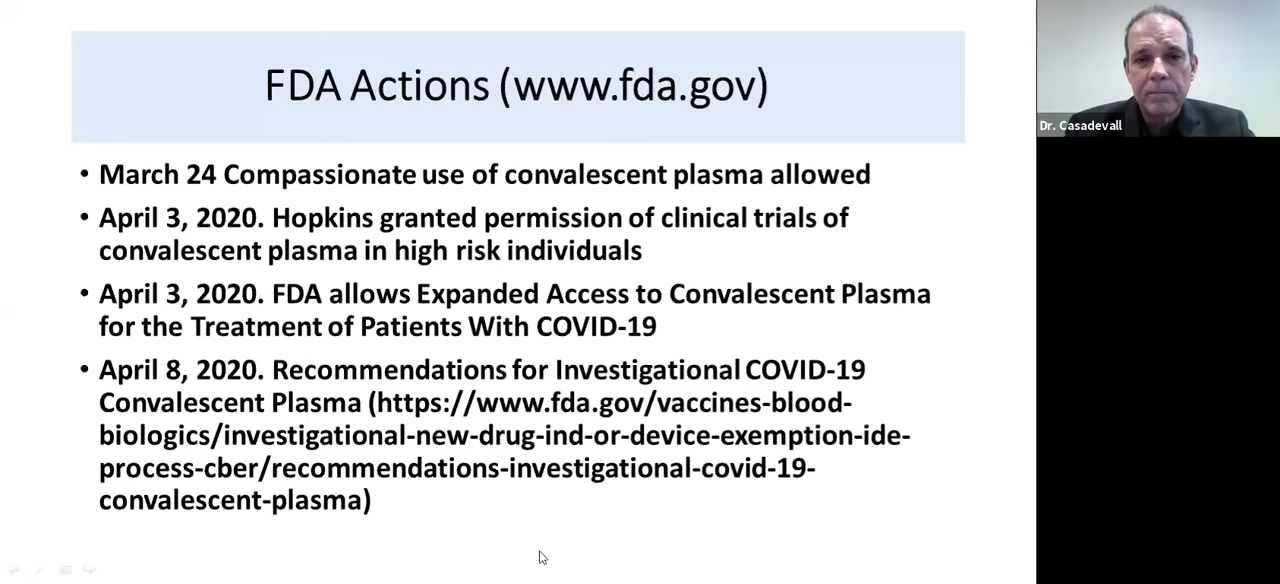 FDA Actions (www.fda.gov)
• March 24 Compassionate use of convalescent plasma allowed
• April 3, 2020. Hopkins granted permission of clinical trials of
convalescent plasma in high risk individuals
• April 3, 2020. FDA allows Expanded Access to Convalescent Plasma
for the Treatment of Patients With COVID-19
• April 8, 2020. Recommendations for Investigational COVID-19
Convalescent Plasma (https://www.fda.gov/vaccines-blood-
biologics/investigational-new-drug-ind-or-device-exemption-ide-
process-cber/recommendations-investigational-covid-19-
convalescent-plasma)
Dr. Casadevall